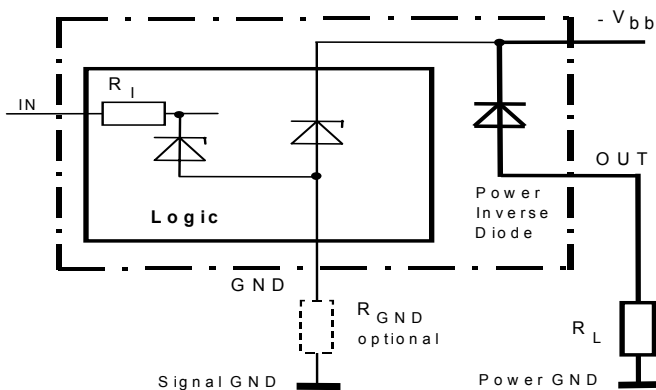 - V bb
R I
IN
OUT
Power
Inverse
Diode
Logic
GND
R GND
optional
R L
Signal GND
Power GND